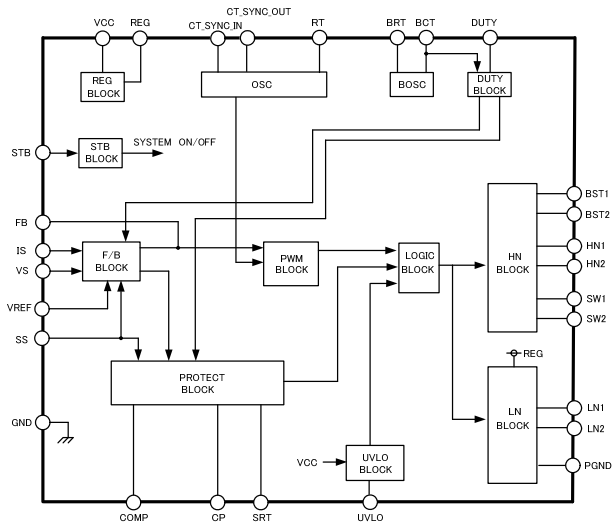 CT_SYNC_OUT
VCC
REG
CT_SYNC_IN
RT
BRT
BCT
DUTY
REG
BLOCK
OSC
BOSC
DUTY
BLOCK
STB
STB
BLOCK
SYSTEM ON/OFF
BST1
BST2
FB
IS
VS
F/B
BLOCK
PWM
BLOCK
LOGIC
BLOCK
HN
BLOCK
HN1
HN2
VREF
SW1
SW2
SS
REG
PROTECT
BLOCK
LN
BLOCK
LN1
LN2
GND
VCC
UVLO
BLOCK
PGND
COMP
CP
SRT
UVLO